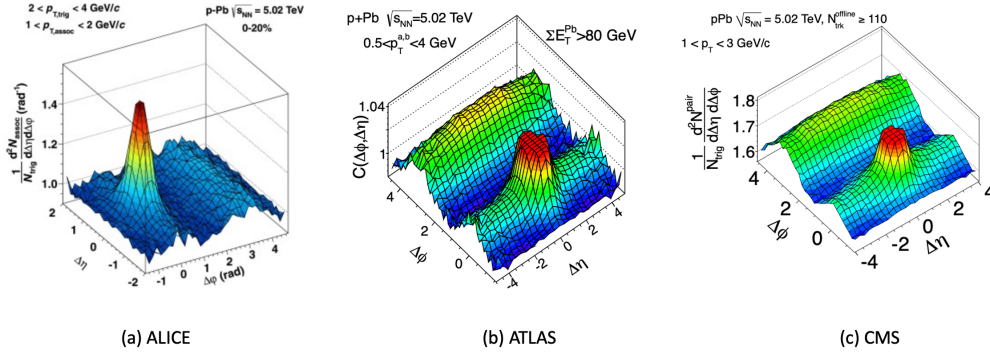 2 < p_T,trig < 4 GeV/c
1 < p_T,assoc < 2 GeV/c
p-Pb √s_NN = 5.02 TeV
0-20%
1/N_trig d²N_assoc/dΔηdΔφ (rad⁻¹)
1.4
1.2
1.0
2
1
0
-1
-2
Δη
-1
0
1
2
3
4
Δφ (rad)
(a) ALICE
p+Pb √s_NN=5.02 TeV
0.5<p_T^a,b<4 GeV
ΣE_T^Pb>80 GeV
C(Δϕ,Δη)
1.04
1
4
2
0
Δϕ
-4
-2
0
2
4
Δη
(b) ATLAS
pPb √s_NN = 5.02 TeV, N_trk^offline ≥ 110
1 < p_T < 3 GeV/c
1/N_trig d²N^pair/dΔη dΔϕ
1.8
1.7
1.6
4
2
0
Δϕ
-4
-2
0
2
4
Δη
(c) CMS